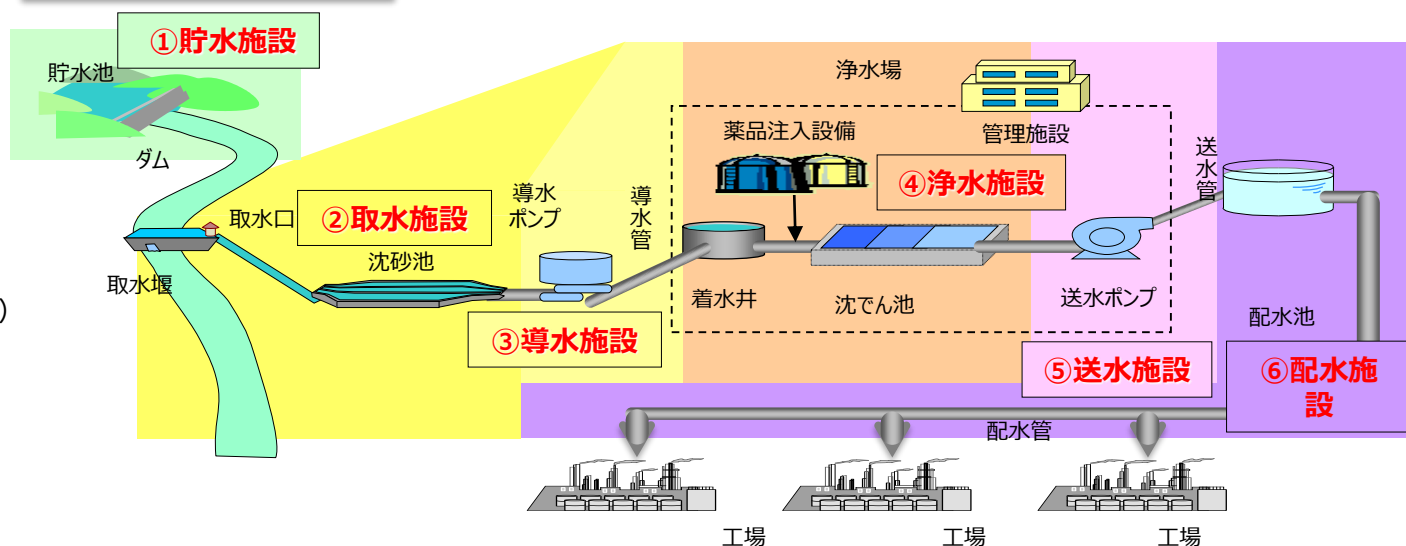 ①貯水施設
貯水池
ダム
取水口
取水堰
②取水施設
沈砂池
導水
ポンプ
③導水施設
導水管
浄水場
管理施設
薬品注入設備
④浄水施設
着水井
沈でん池
送水ポンプ
⑤送水施設
送水管
配水池
⑥配水施
設
配水管
工場
工場
工場
)